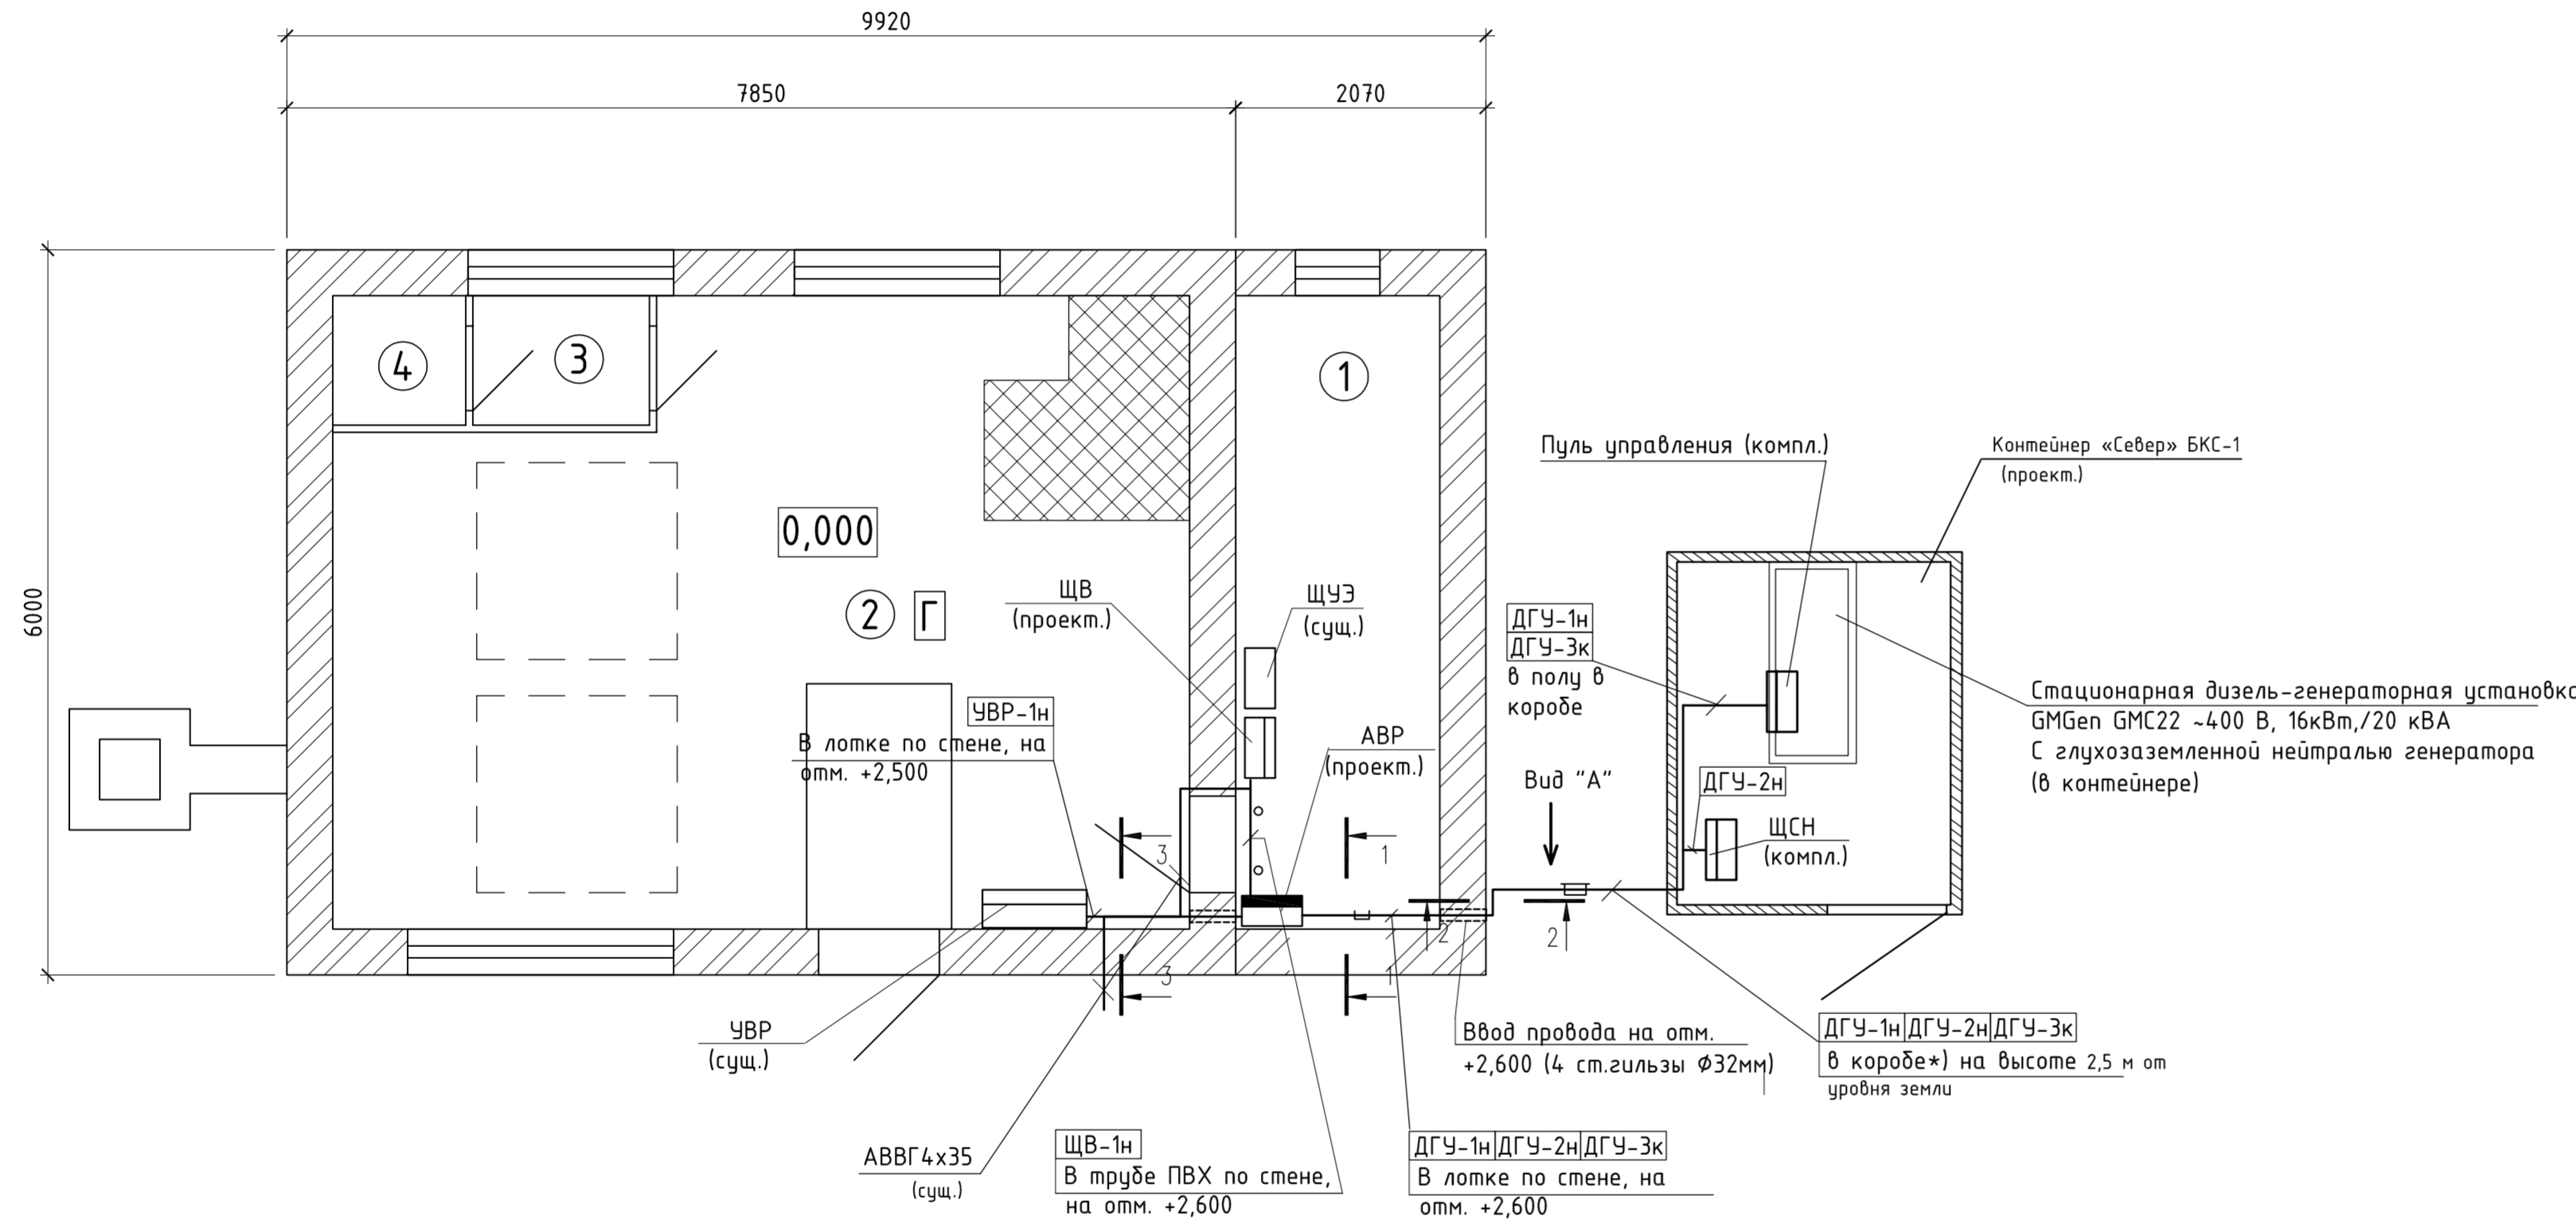 9920
7850
2070
6000
4
3
1
0,000
2
Г
ЩВ
(проект.)
ЩУЭ
(сущ.)
УВР-1н
В лотке по стене, на
отм. +2,500
АВР
(проект.)
Пуль управления (компл.)
Контейнер «Север» БКС-1
(проект.)
ДГУ-1н
ДГУ-3к
в полу в
коробе
Стационарная дизель-генераторная установка
GMGen GMC22 ~400 В, 16кВт,/20 кВА
С глухозаземленной нейтралью генератора
(в контейнере)
Вид "А"
ДГУ-2н
ЩСН
(компл.)
3
1
2
2
3
1
УВР
(сущ.)
Ввод провода на отм.
+2,600 (4 ст.гильзы Ф32мм)
ДГУ-1н ДГУ-2н ДГУ-3к
в коробе*) на высоте 2,5 м от
уровня земли
АВВГ4х35
(сущ.)
ЩВ-1н
В трубе ПВХ по стене,
на отм. +2,600
ДГУ-1н ДГУ-2н ДГУ-3к
В лотке по стене, на
отм. +2,600